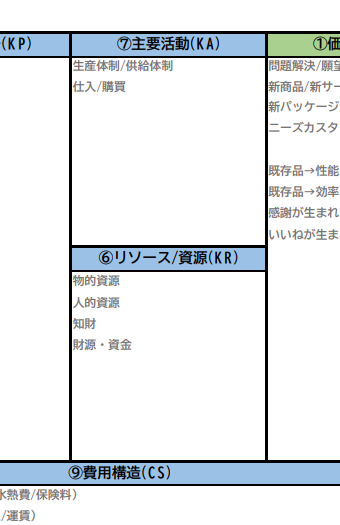 (KP)
⑦主要活動(KA)
生産体制/供給体制
仕入/購買
⑥リソース/資源(KR)
物的資源
人的資源
知財
財源・資金
①価
問題解決/願
新商品/新サー
新パッケージ
ニーズカスタ
既存品→性能
既存品→効率
感謝が生まれ
いいねが生ま
⑨費用構造(CS)
水熱費/保険料）
/運賃）